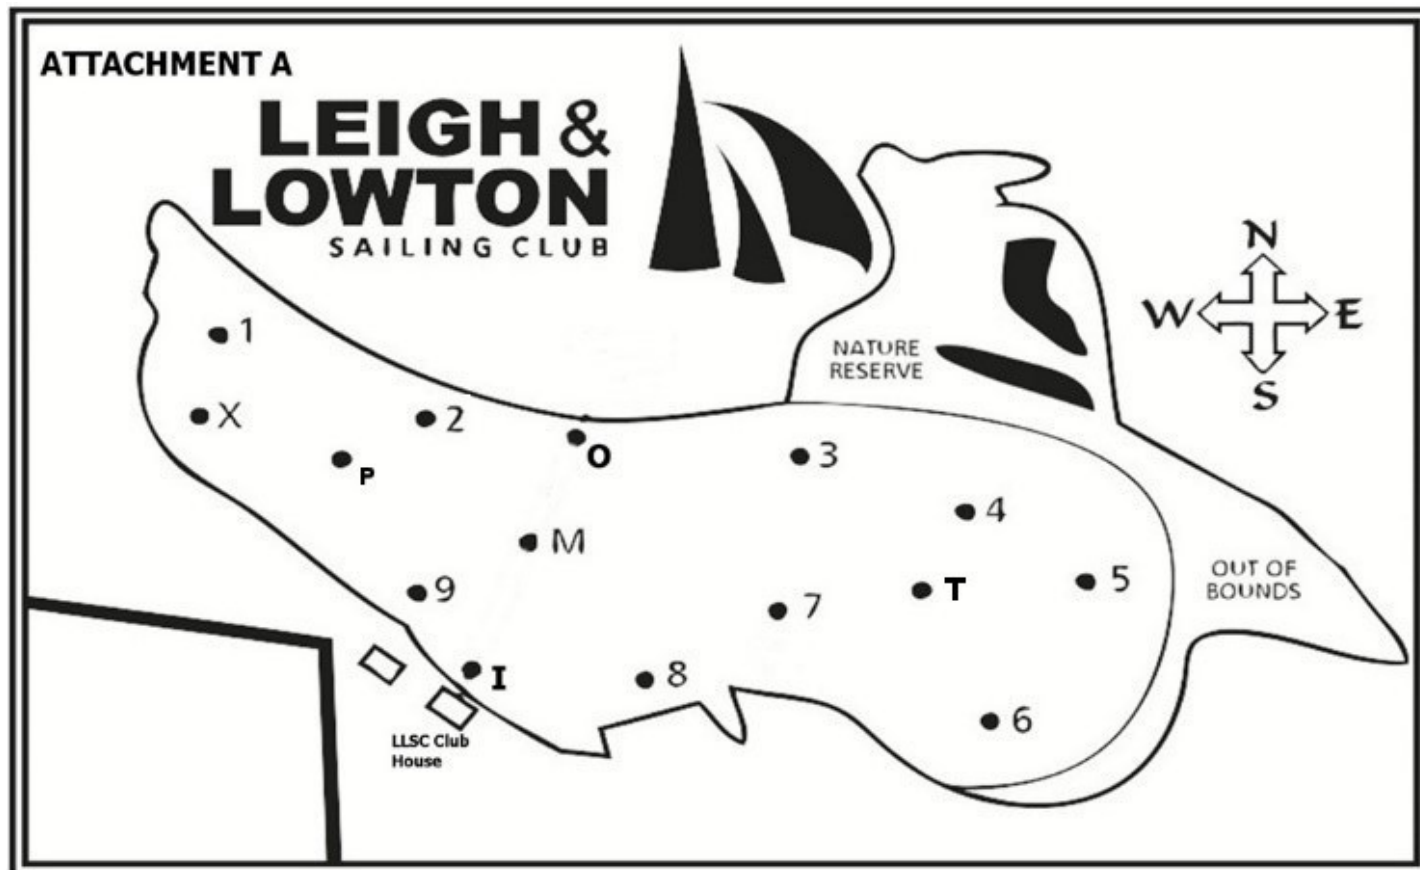 ATTACHMENT A
LEIGH &
LOWTON
SAILING CLUB
N
W
E
S
NATURE
RESERVE
1
X
2
P
O
3
4
M
9
7
T
5
OUT OF
BOUNDS
I
8
6
LLSC Club
House